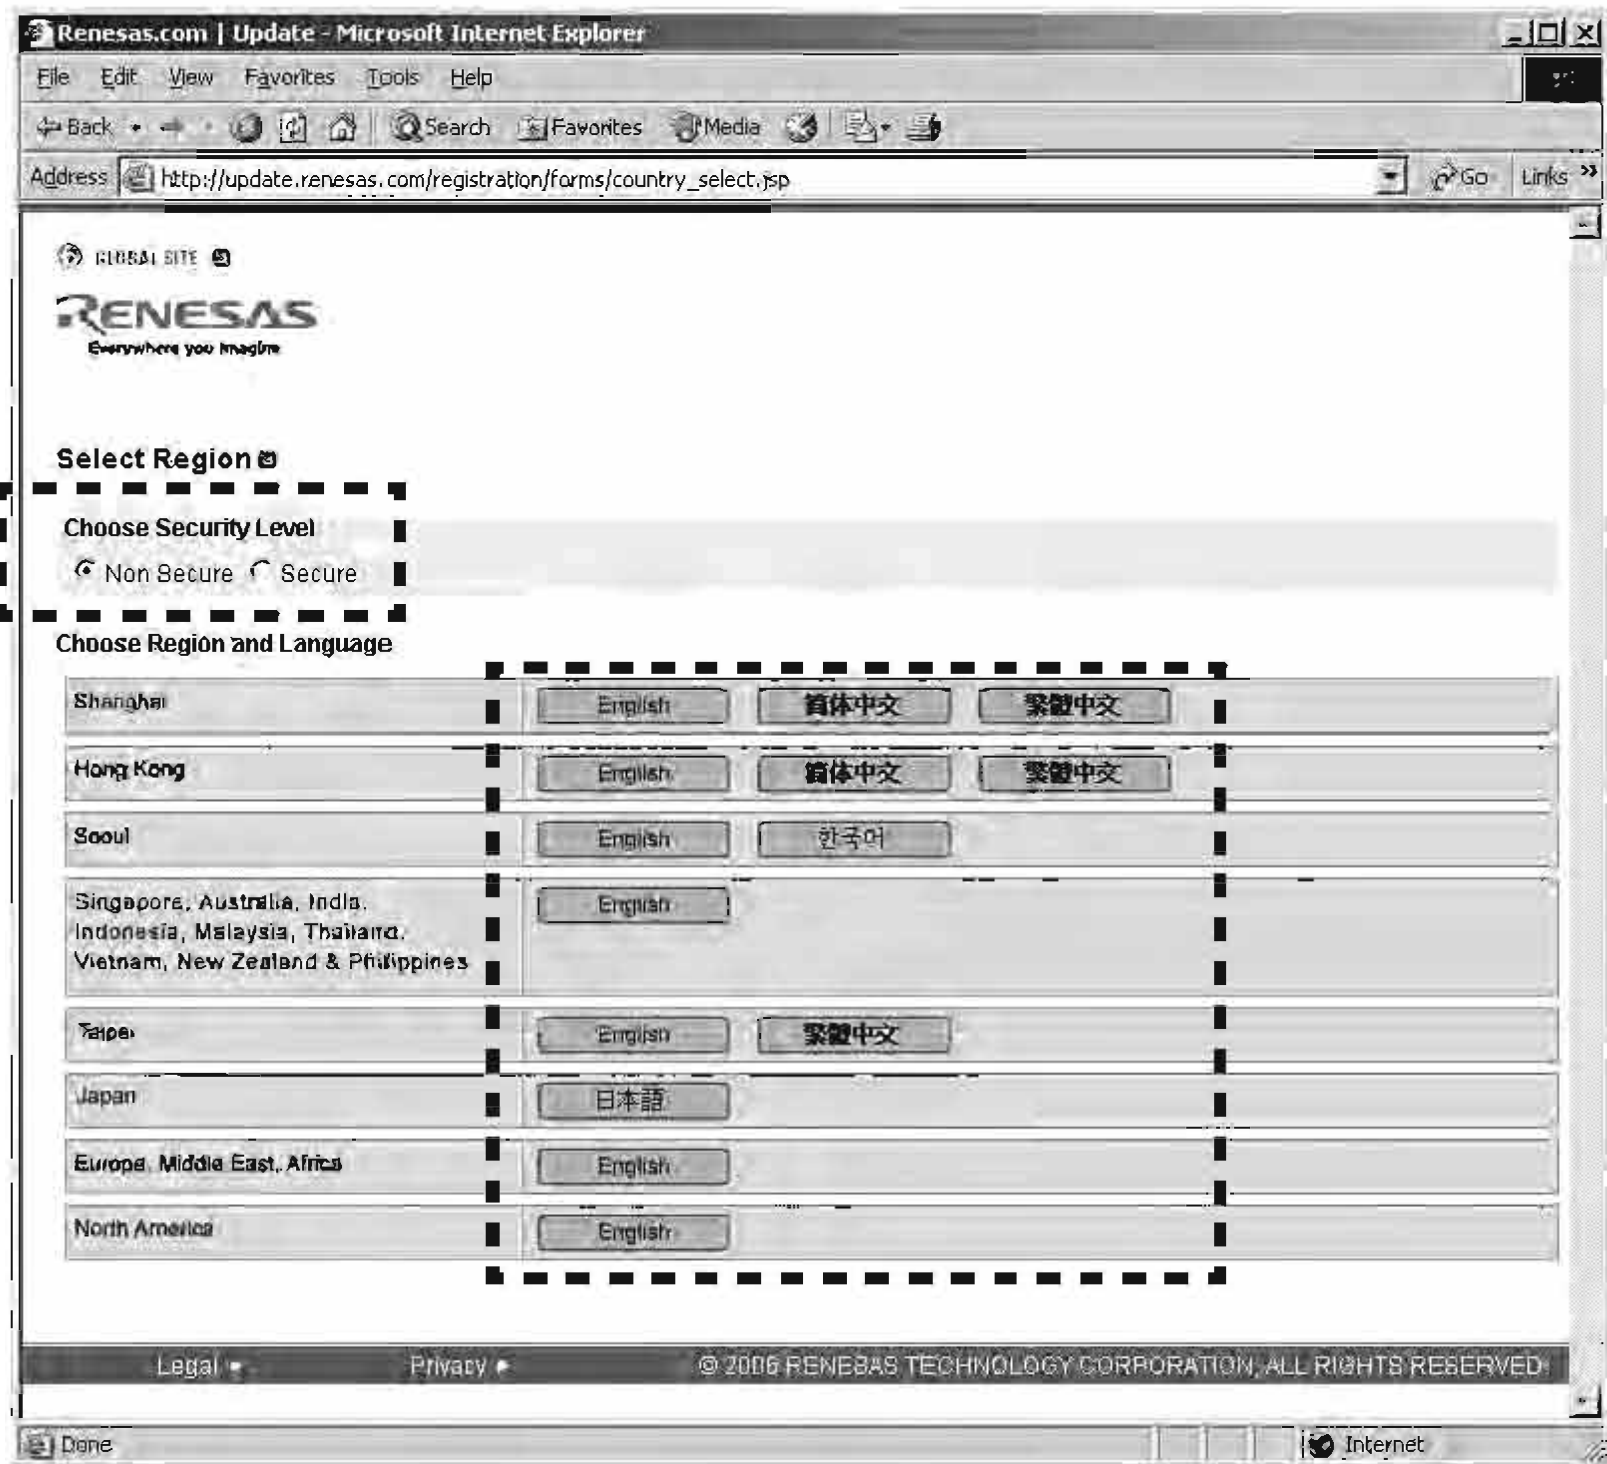 Renesas.com | Update - Microsoft Internet Explorer
File Edit View Favorites Tools Help
Back Search Favorites Media
Address http://update.renesas.com/registration/forms/country_select.jsp Go Links »
GLOBAL SITE
RENESAS
Everywhere you imagine
Select Region
Choose Security Level
Non Secure Secure
Choose Region and Language
Shanghai English 简体中文 繁體中文
Hong Kong English 简体中文 繁體中文
Seoul English 한국어
Singapore, Australia, India, English
Indonesia, Malaysia, Thailand,
Vietnam, New Zealand & Philippines
Taipei English 繁體中文
Japan 日本語
Europe, Middle East, Africa English
North America English
Legal Privacy © 2006 RENESAS TECHNOLOGY CORPORATION, ALL RIGHTS RESERVED
Done Internet